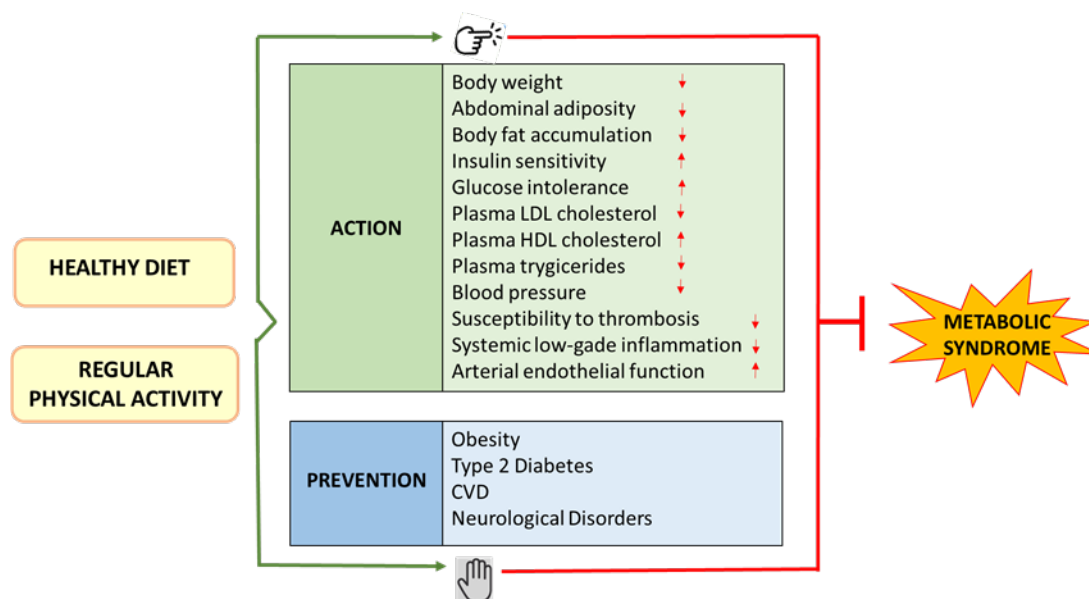 HEALTHY DIET
REGULAR
PHYSICAL ACTIVITY
ACTION
Body weight ↓
Abdominal adiposity ↓
Body fat accumulation ↓
Insulin sensitivity ↑
Glucose intolerance ↑
Plasma LDL cholesterol ↓
Plasma HDL cholesterol ↑
Plasma trygicerides ↓
Blood pressure ↓
Susceptibility to thrombosis ↓
Systemic low-gade inflammation ↓
Arterial endothelial function ↑
PREVENTION
Obesity
Type 2 Diabetes
CVD
Neurological Disorders
METABOLIC
SYNDROME